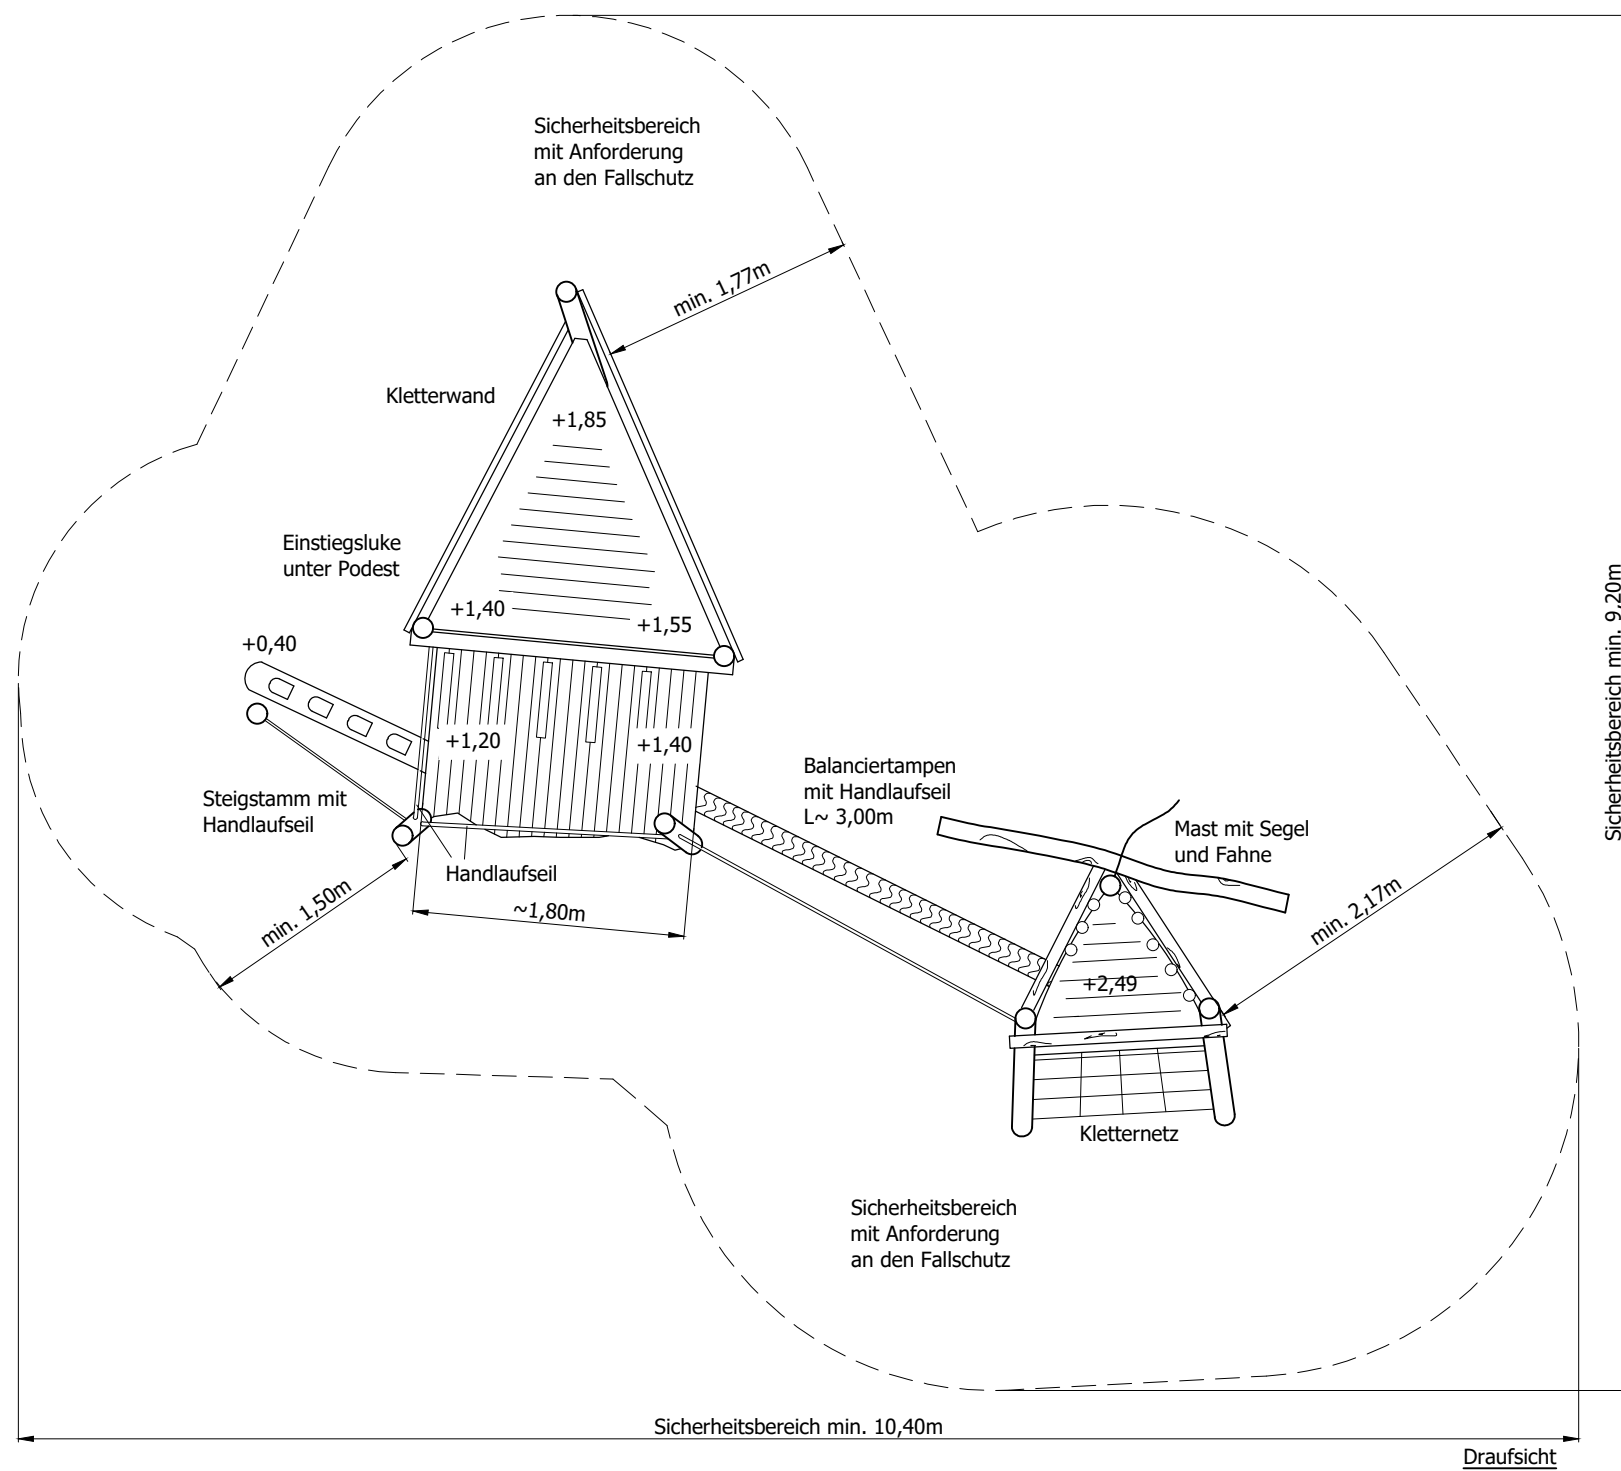 Sicherheitsbereich
mit Anforderung
an den Fallschutz
min. 1,77m
Kletterwand
+1,85
Einstiegsluke
unter Podest
+1,40
+1,55
+0,40
+1,20
+1,40
Steigstamm mit
Handlaufseil
Balanciertampen
mit Handlaufseil
L~ 3,00m
Mast mit Segel
und Fahne
Sicherheitsbereich min. 9,20m
Handlaufseil
min. 1,50m
~1,80m
min. 2,17m
+2,49
Kletternetz
Sicherheitsbereich
mit Anforderung
an den Fallschutz
Sicherheitsbereich min. 10,40m
Draufsicht